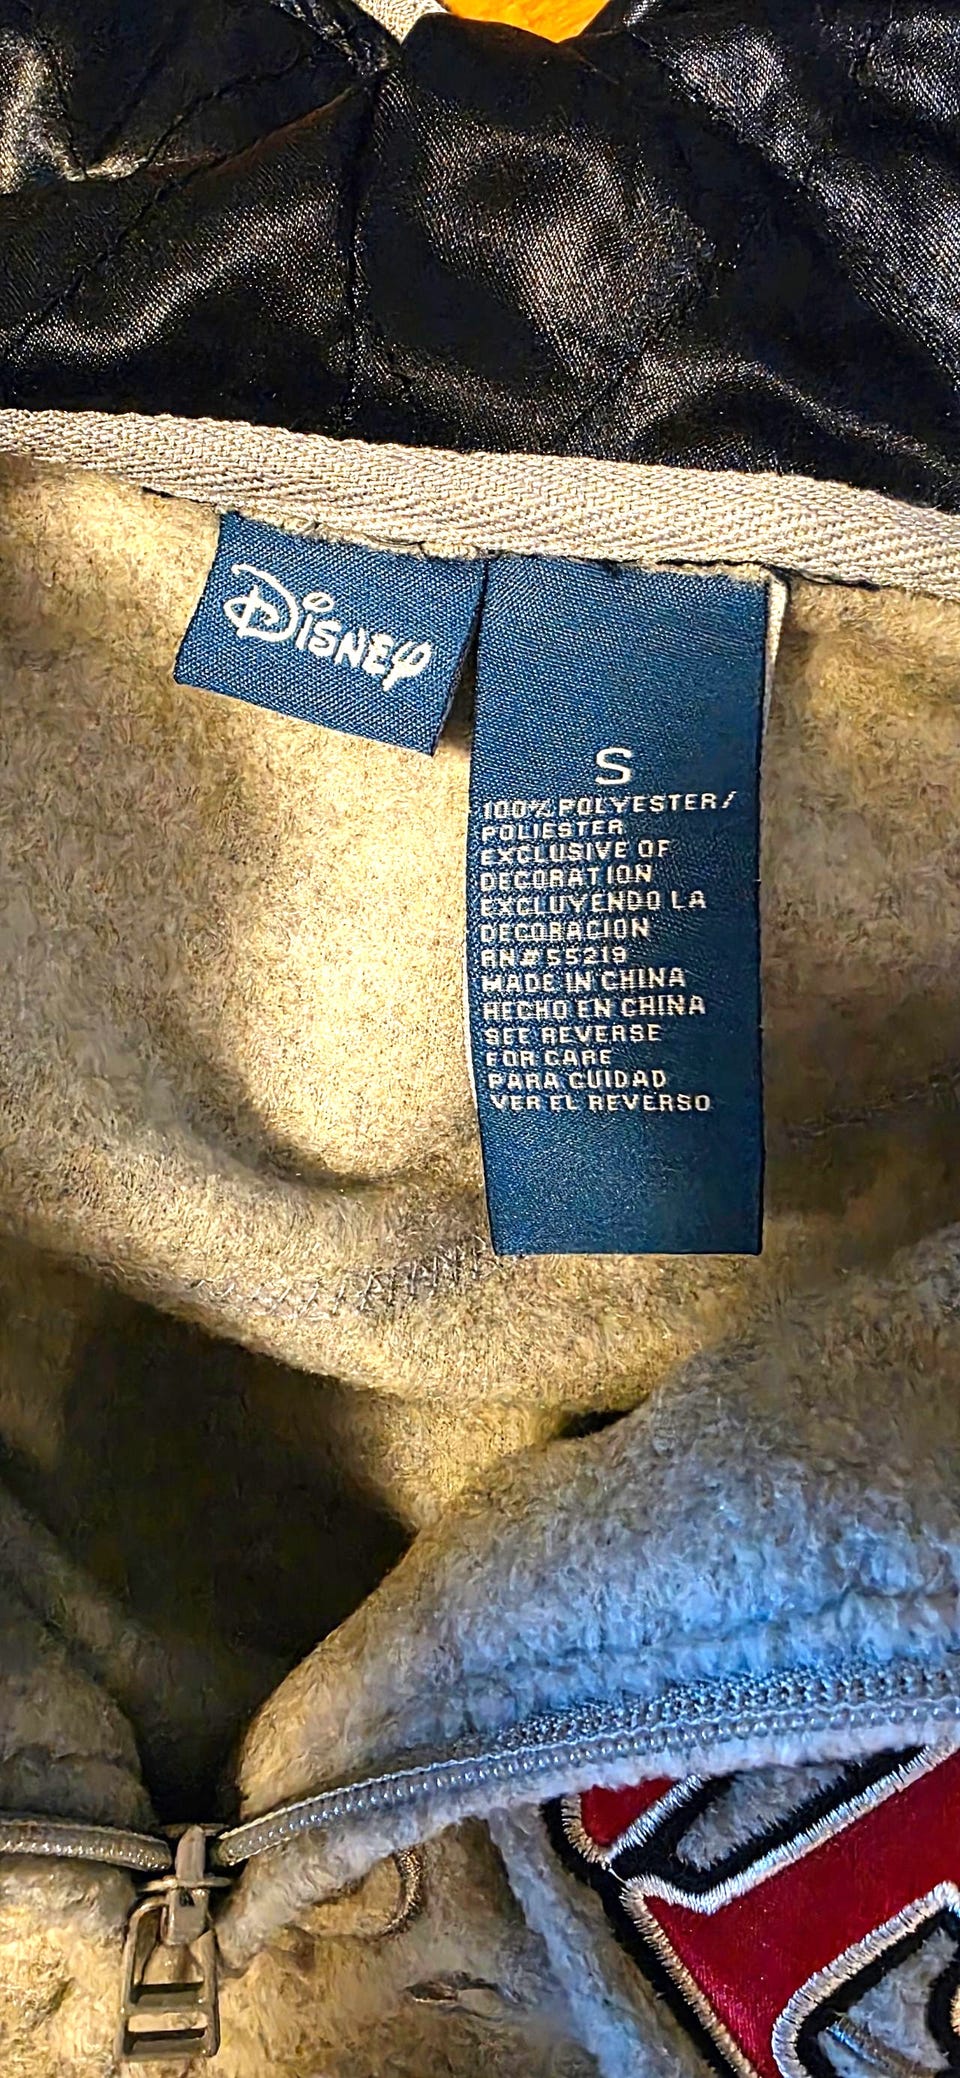 Disney
S
100% POLYESTER/
POLIESTER
EXCLUSIVE OF
DECORATION
EXCLUYENDO LA
DECORACION
RN# 55219
MADE IN CHINA
HECHO EN CHINA
SEE REVERSE
FOR CARE
PARA CUIDAD
VER EL REVERSO